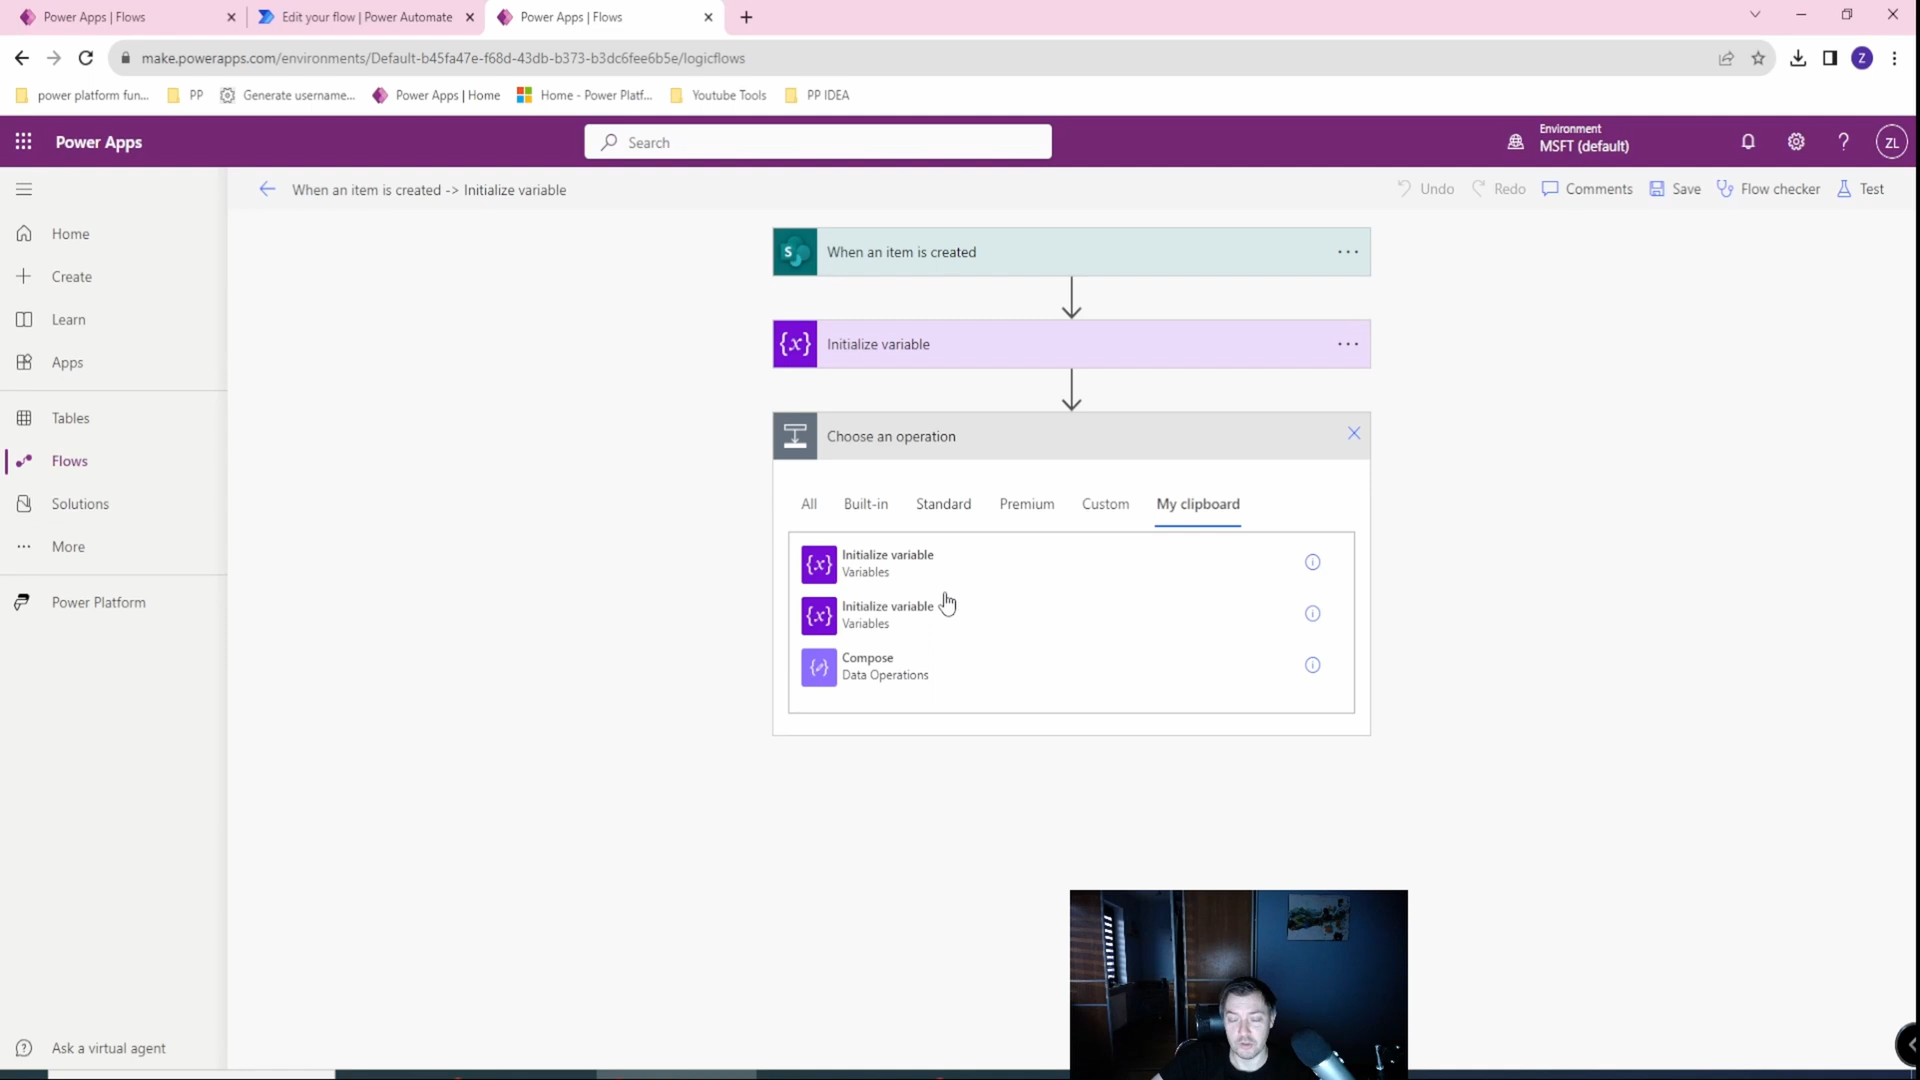 Power Apps | Flows
Edit your flow | Power Automate
Power Apps | Flows
make.powerapps.com/environments/Default-b45fa47e-f68d-43db-b373-b3dc6fee6b5e/logicflows
Z
power platform fun...
PP
Generate username...
Power Apps | Home
Home - Power Platf...
Youtube Tools
PP IDEA
Power Apps
Search
Environment
MSFT (default)
ZL
When an item is created -> Initialize variable
Undo
Redo
Comments
Save
Flow checker
Test
Home
Create
Learn
Apps
Tables
Flows
Solutions
More
Power Platform
Ask a virtual agent
S
When an item is created
{x}
Initialize variable
Choose an operation
All
Built-in
Standard
Premium
Custom
My clipboard
{x}
Initialize variable
Variables
{x}
Initialize variable
Variables
Compose
Data Operations